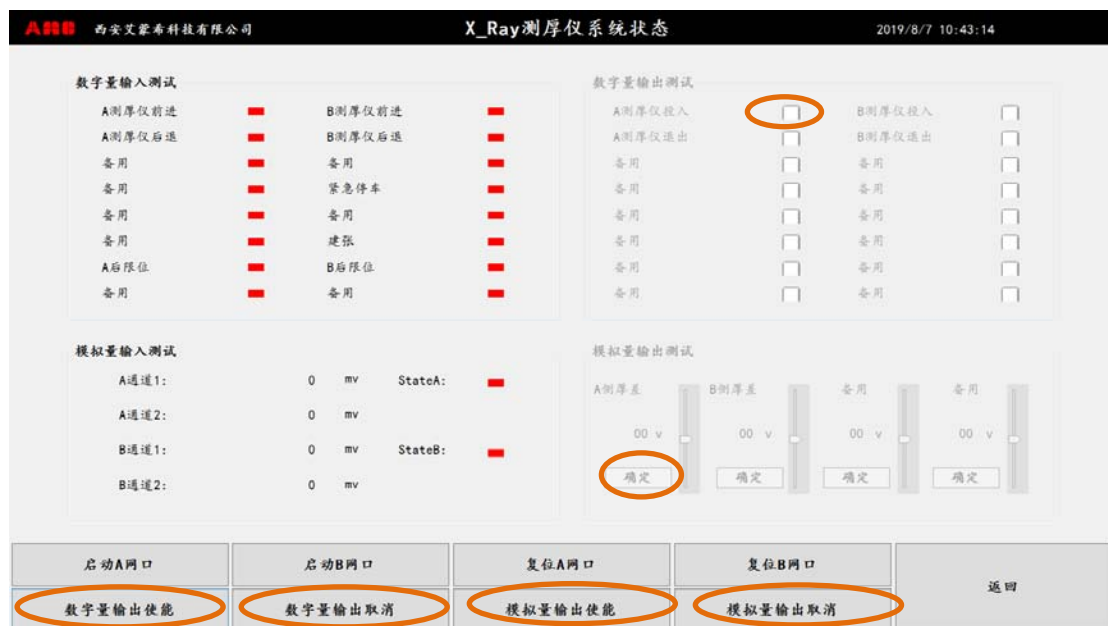 ABB 西安艾蒙希科技有限公司 X_Ray测厚仪系统状态 2019/8/7 10:43:14
数字量输入测试 数字量输出测试
A测厚仪前进 B测厚仪前进 A测厚仪投入 B测厚仪投入
A测厚仪后退 B测厚仪后退 A测厚仪退出 B测厚仪退出
备用 备用 备用 备用
备用 紧急停车 备用 备用
备用 备用 备用 备用
备用 建张 备用 备用
A后限位 B后限位 备用 备用
备用 备用 备用 备用
模拟量输入测试 模拟量输出测试
A通道1: 0 mv StateA: A侧厚差 B侧厚差 备用 备用
A通道2: 0 mv
00 v 00 v 00 v 00 v
B通道1: 0 mv StateB:
B通道2: 0 mv 确定 确定 确定 确定
启动A网口 启动B网口 复位A网口 复位B网口 返回
数字量输出使能 数字量输出取消 模拟量输出使能 模拟量输出取消